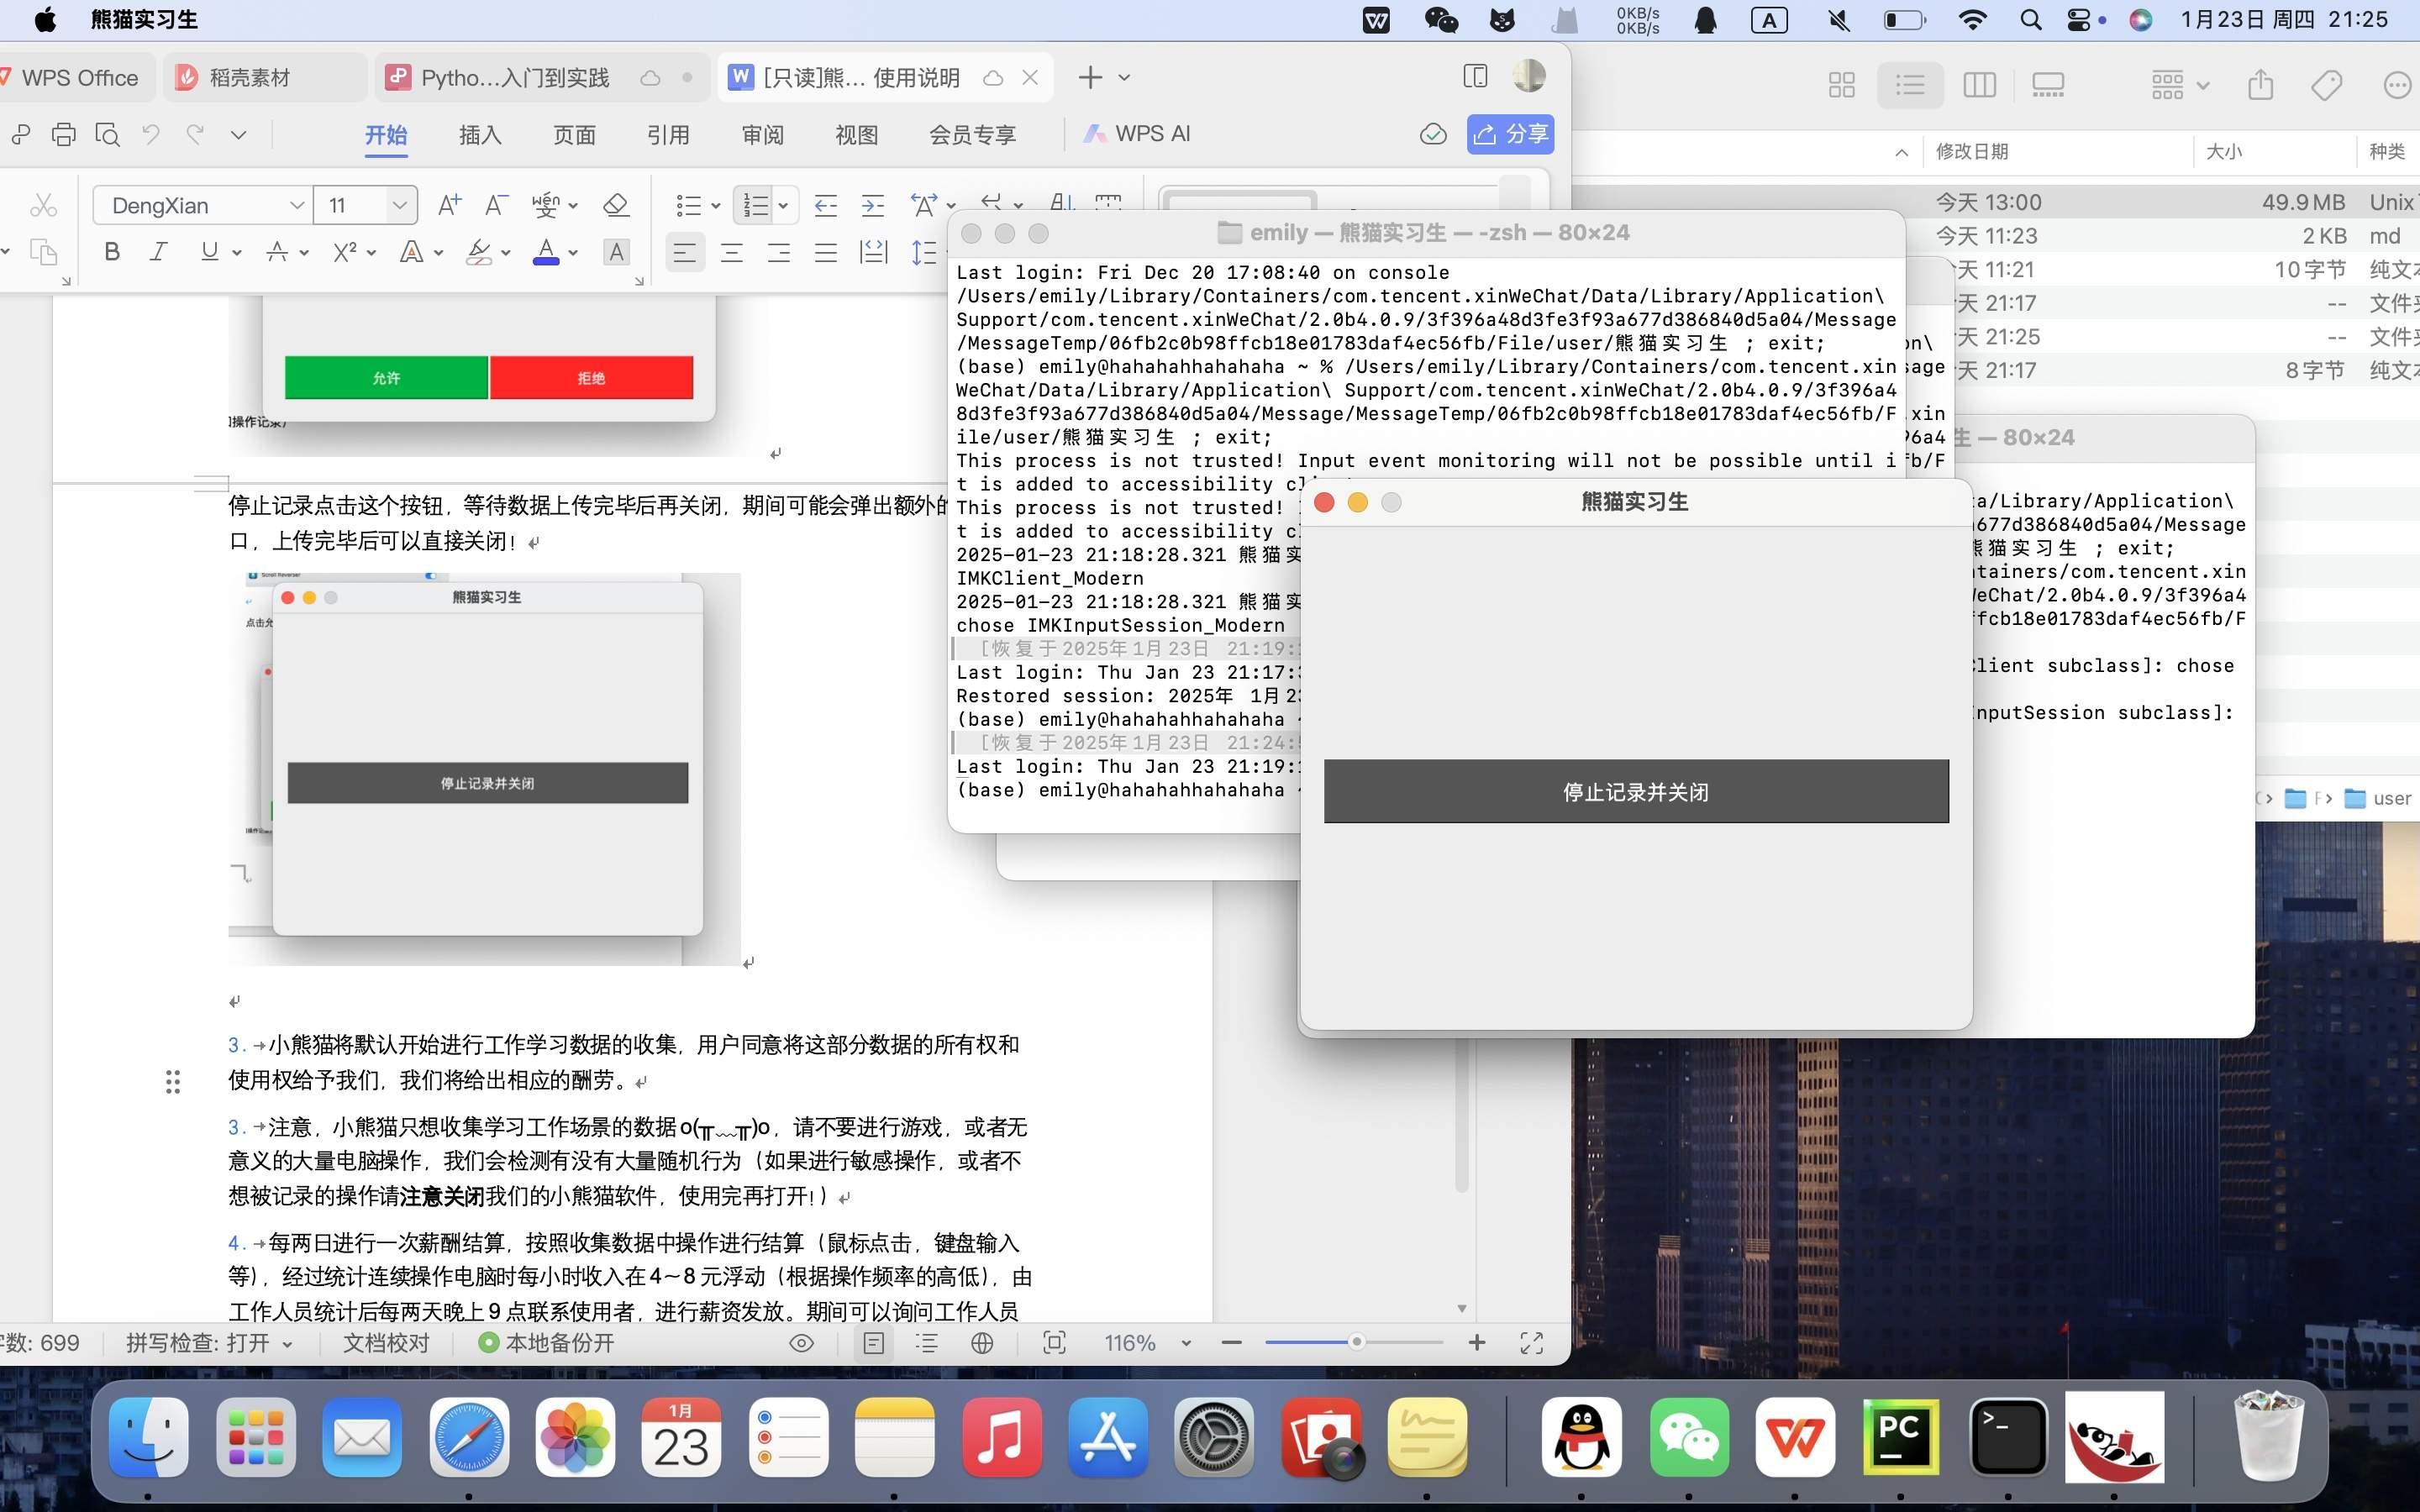 熊猫实习生
0KB/s
0KB/s
A
1月23日 周四 21:25
WPS Office
稻壳素材
Pytho...入门到实践
[只读]熊... 使用说明
开始 插入 页面 引用 审阅 视图 会员专享 WPS AI
分享
DengXian 11
修改日期 大小 种类
今天 13:00 49.9 MB Unix
今天 11:23 2 KB md
天 11:21 10 字节 纯文
天 21:17 -- 文件
天 21:25 -- 文件
天 21:17 8 字节 纯文
允许 拒绝
停止记录点击这个按钮，等待数据上传完毕后再关闭，期间可能会弹出额外的
口，上传完毕后可以直接关闭！
Scroll Reverser
熊猫实习生
点击允
停止记录并关闭
3. 小熊猫将默认开始进行工作学习数据的收集，用户同意将这部分数据的所有权和
使用权给予我们，我们将给出相应的酬劳。
3. 注意，小熊猫只想收集学习工作场景的数据o(╥﹏╥)o，请不要进行游戏，或者无
意义的大量电脑操作，我们会检测有没有大量随机行为（如果进行敏感操作，或者不
想被记录的操作请注意关闭我们的小熊猫软件，使用完再打开！）
4. 每两日进行一次薪酬结算，按照收集数据中操作进行结算（鼠标点击，键盘输入
等），经过统计连续操作电脑时每小时收入在4～8元浮动（根据操作频率的高低），由
工作人员统计后每两天晚上9点联系使用者，进行薪资发放。期间可以询问工作人员
字数: 699 拼写检查: 打开 文档校对 本地备份开 116%
emily — 熊猫实习生 — -zsh — 80×24
Last login: Fri Dec 20 17:08:40 on console
/Users/emily/Library/Containers/com.tencent.xinWeChat/Data/Library/Application\
Support/com.tencent.xinWeChat/2.0b4.0.9/3f396a48d3fe3f93a677d386840d5a04/Message
/MessageTemp/06fb2c0b98ffcb18e01783daf4ec56fb/File/user/熊猫实习生 ; exit;
(base) emily@hahahahhahahaha ~ % /Users/emily/Library/Containers/com.tencent.xin
WeChat/Data/Library/Application\ Support/com.tencent.xinWeChat/2.0b4.0.9/3f396a4
8d3fe3f93a677d386840d5a04/Message/MessageTemp/06fb2c0b98ffcb18e01783daf4ec56fb/F
ile/user/熊猫实习生 ; exit;
This process is not trusted! Input event monitoring will not be possible until i
t is added to accessibility cl
This process is not trusted!
t is added to accessibility cl
2025-01-23 21:18:28.321 熊猫实
IMKClient_Modern
2025-01-23 21:18:28.321 熊猫实
chose IMKInputSession_Modern
[恢复于2025年1月23日 21:19:
Last login: Thu Jan 23 21:17:
Restored session: 2025年 1月23
(base) emily@hahahahhahahaha ~
[恢复于2025年1月23日 21:24:
Last login: Thu Jan 23 21:19:
(base) emily@hahahahhahahaha ~
on\
sage
.xin
96a4
fb/F
生 — 80×24
ta/Library/Application\
a677d386840d5a04/Message
熊猫实习生 ; exit;
ntainers/com.tencent.xin
WeChat/2.0b4.0.9/3f396a4
ffcb18e01783daf4ec56fb/F
Client subclass]: chose
InputSession subclass]:
熊猫实习生
停止记录并关闭
user
1月
23
PC